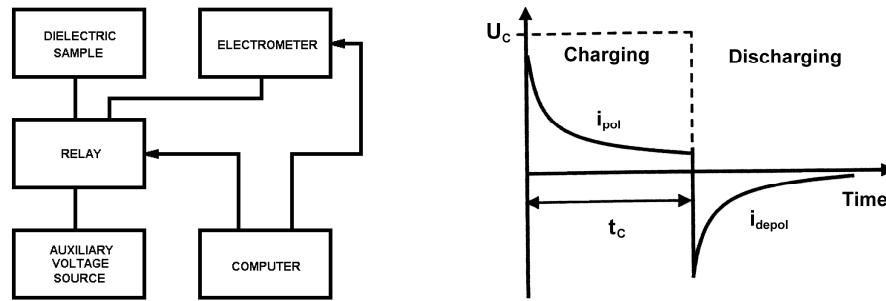 DIELECTRIC
SAMPLE
ELECTROMETER
RELAY
AUXILIARY
VOLTAGE
SOURCE
COMPUTER
Uc
Charging
Discharging
ipol
Time
tc
idepol